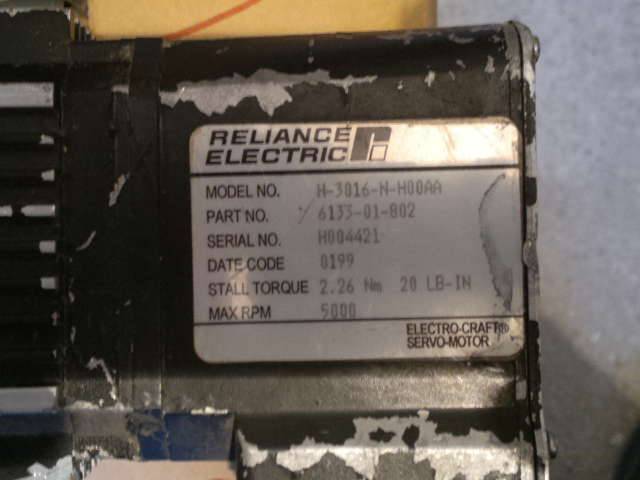 RELIANCE
ELECTRIC
MODEL NO. H-3016-N-H00AA
PART NO. 6133-01-802
SERIAL NO. H004421
DATE CODE 0199
STALL TORQUE 2.26 Nm 20 LB-IN
MAX RPM 5000
ELECTRO-CRAFT®
SERVO-MOTOR